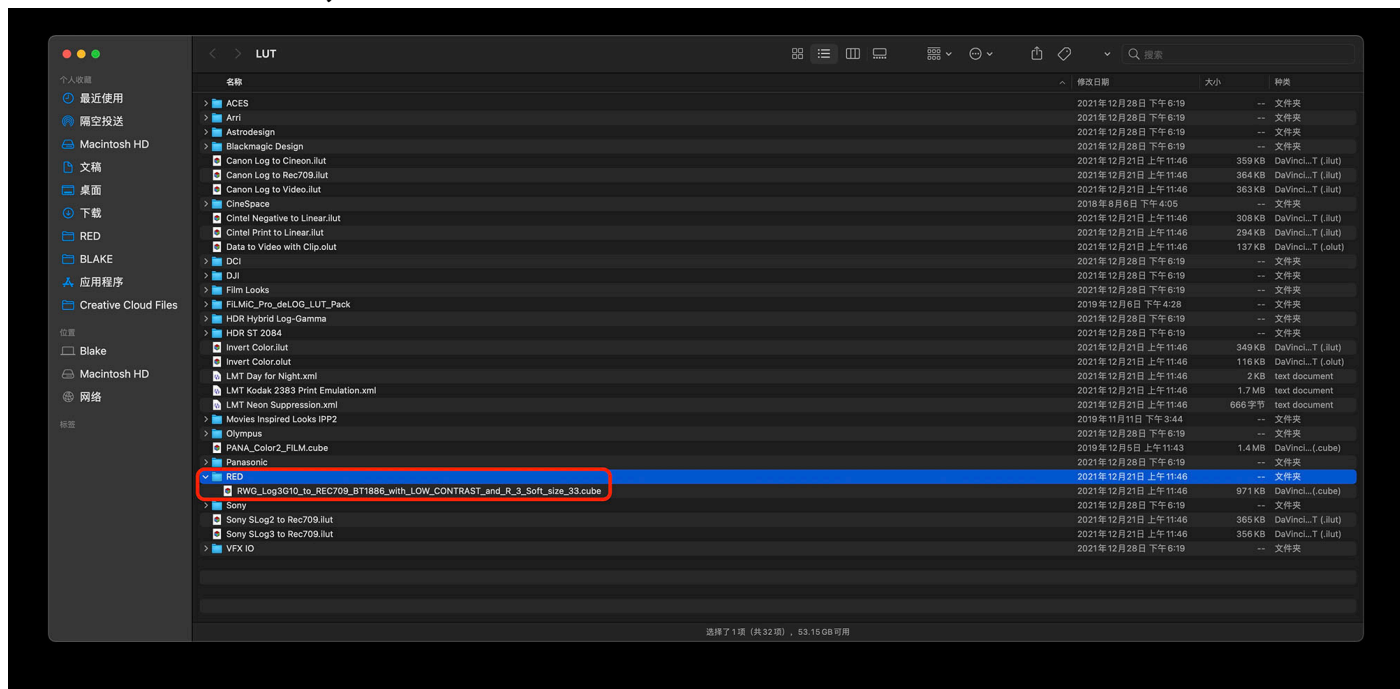 LUT
搜索
个人收藏
最近使用
隔空投送
Macintosh HD
文稿
桌面
下载
RED
BLAKE
应用程序
Creative Cloud Files
位置
Blake
Macintosh HD
网络
标签
名称 修改日期 大小 种类
ACES 2021年12月28日 下午6:19 -- 文件夹
Arri 2021年12月28日 下午6:19 -- 文件夹
Astrodesign 2021年12月28日 下午6:19 -- 文件夹
Blackmagic Design 2021年12月28日 下午6:19 -- 文件夹
Canon Log to Cineon.ilut 2021年12月21日 上午11:46 359 KB DaVinci...T (.ilut)
Canon Log to Rec709.ilut 2021年12月21日 上午11:46 364 KB DaVinci...T (.ilut)
Canon Log to Video.ilut 2021年12月21日 上午11:46 363 KB DaVinci...T (.ilut)
CineSpace 2018年8月6日 下午4:05 -- 文件夹
Cintel Negative to Linear.ilut 2021年12月21日 上午11:46 308 KB DaVinci...T (.ilut)
Cintel Print to Linear.ilut 2021年12月21日 上午11:46 294 KB DaVinci...T (.ilut)
Data to Video with Clip.olut 2021年12月21日 上午11:46 137 KB DaVinci...T (.olut)
DCI 2021年12月28日 下午6:19 -- 文件夹
DJI 2021年12月28日 下午6:19 -- 文件夹
Film Looks 2021年12月28日 下午6:19 -- 文件夹
FiLMiC_Pro_deLOG_LUT_Pack 2019年12月6日 下午4:28 -- 文件夹
HDR Hybrid Log-Gamma 2021年12月28日 下午6:19 -- 文件夹
HDR ST 2084 2021年12月28日 下午6:19 -- 文件夹
Invert Color.ilut 2021年12月21日 上午11:46 349 KB DaVinci...T (.ilut)
Invert Color.olut 2021年12月21日 上午11:46 116 KB DaVinci...T (.olut)
LMT Day for Night.xml 2021年12月21日 上午11:46 2 KB text document
LMT Kodak 2383 Print Emulation.xml 2021年12月21日 上午11:46 1.7 MB text document
LMT Neon Suppression.xml 2021年12月21日 上午11:46 666 字节 text document
Movies Inspired Looks IPP2 2019年11月11日 下午3:44 -- 文件夹
Olympus 2021年12月28日 下午6:19 -- 文件夹
PANA_Color2_FILM.cube 2019年12月5日 上午11:43 1.4 MB DaVinci...(.cube)
Panasonic 2021年12月28日 下午6:19 -- 文件夹
RED 2021年12月21日 上午11:46 -- 文件夹
RWG_Log3G10_to_REC709_BT1886_with_LOW_CONTRAST_and_R_3_Soft_size_33.cube 2021年12月21日 上午11:46 971 KB DaVinci...(.cube)
Sony 2021年12月28日 下午6:19 -- 文件夹
Sony SLog2 to Rec709.ilut 2021年12月21日 上午11:46 365 KB DaVinci...T (.ilut)
Sony SLog3 to Rec709.ilut 2021年12月21日 上午11:46 356 KB DaVinci...T (.ilut)
VFX IO 2021年12月28日 下午6:19 -- 文件夹
选择了1项（共32项），53.15 GB可用